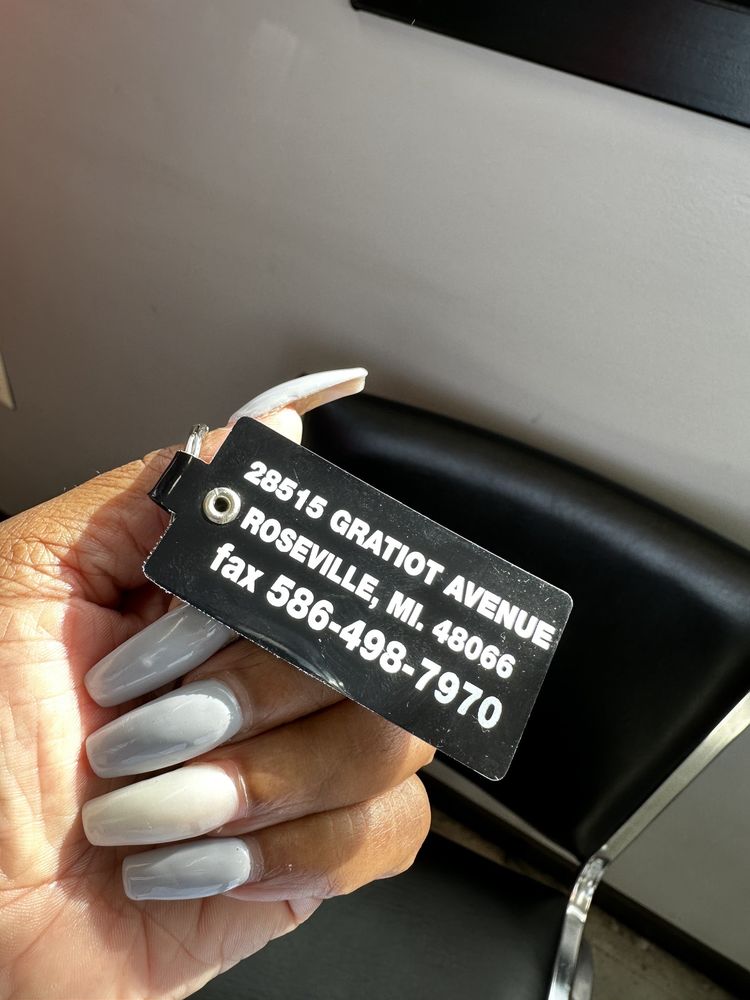 28515 GRATIOT AVENUE
ROSEVILLE, MI. 48066
fax 586-498-7970